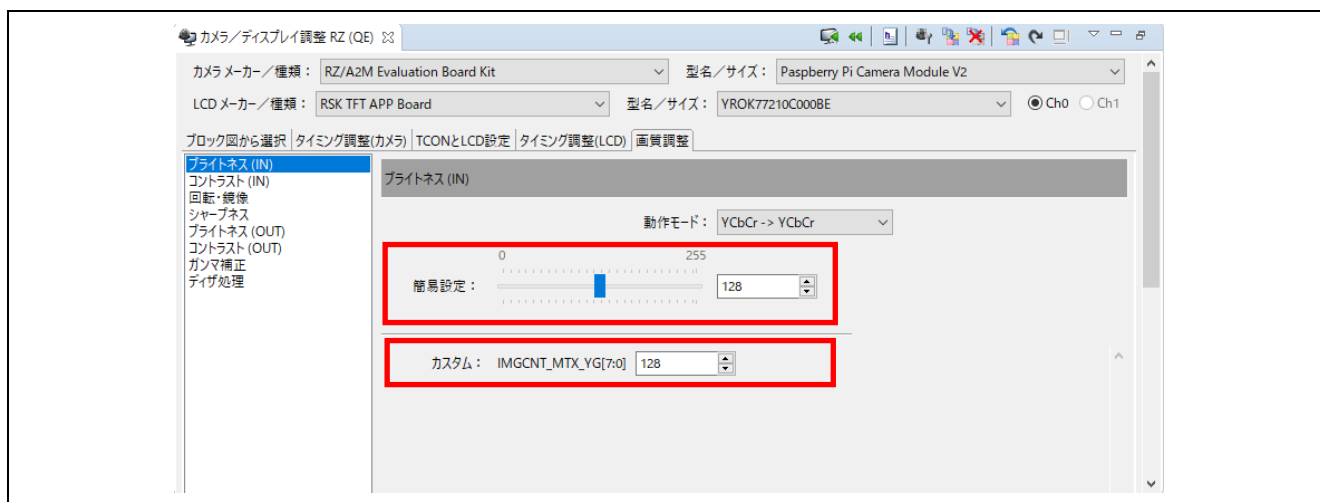 カメラ／ディスプレイ調整 RZ (QE)
カメラ メーカー／種類： RZ/A2M Evaluation Board Kit 型名／サイズ： Paspberry Pi Camera Module V2
LCD メーカー／種類： RSK TFT APP Board 型名／サイズ： YROK77210C000BE Ch0 Ch1
ブロック図から選択 タイミング調整(カメラ) TCONとLCD設定 タイミング調整(LCD) 画質調整
ブライトネス (IN)
コントラスト (IN)
回転・鏡像
シャープネス
ブライトネス (OUT)
コントラスト (OUT)
ガンマ補正
ディザ処理
ブライトネス (IN)
動作モード： YCbCr -> YCbCr
0 255
簡易設定： 128
カスタム： IMGCNT_MTX_YG[7:0] 128